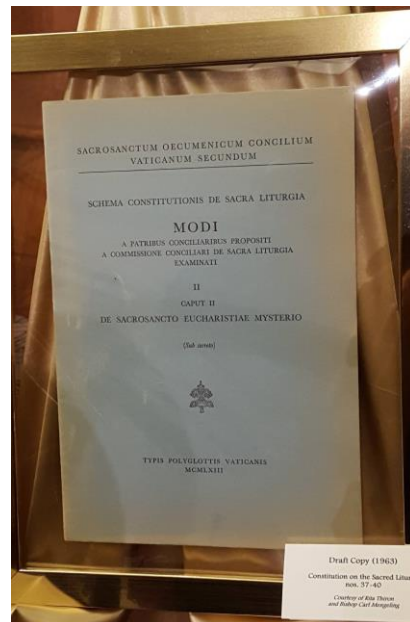 SACROSANCTUM OECUMENICUM CONCILIUM
VATICANUM SECUNDUM
SCHEMA CONSTITUTIONIS DE SACRA LITURGIA
MODI
A PATRIBUS CONCILIARIBUS PROPOSITI
A COMMISSIONE CONCILIARI DE SACRA LITURGIA
EXAMINATI
II
CAPUT II
DE SACROSANCTO EUCHARISTIAE MYSTERIO
(Sub secreto)
TYPIS POLYGLOTTIS VATICANIS
MCMLXIII
Draft Copy (1963)
Constitution on the Sacred
nos. 37-40
Courtesy of Rita Thiron
and Bishop Carl Mengeling